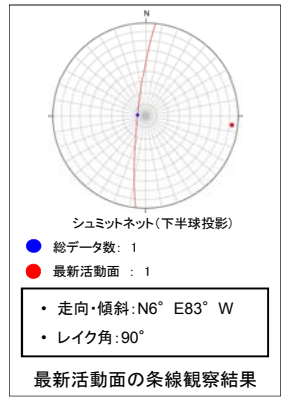 N
シュミットネット(下半球投影)
総データ数: 1
最新活動面 : 1
・ 走向・傾斜:N6° E83° W
・ レイク角:90°
最新活動面の条線観察結果